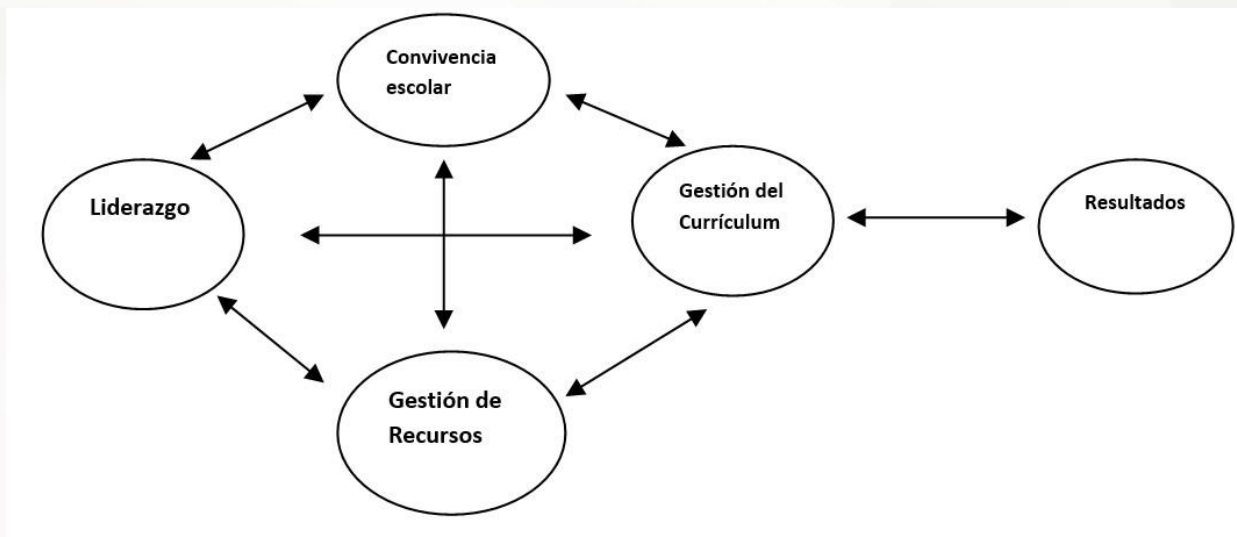 Convivencia
escolar
Liderazgo
Gestión del
Currículum
Resultados
Gestión de
Recursos